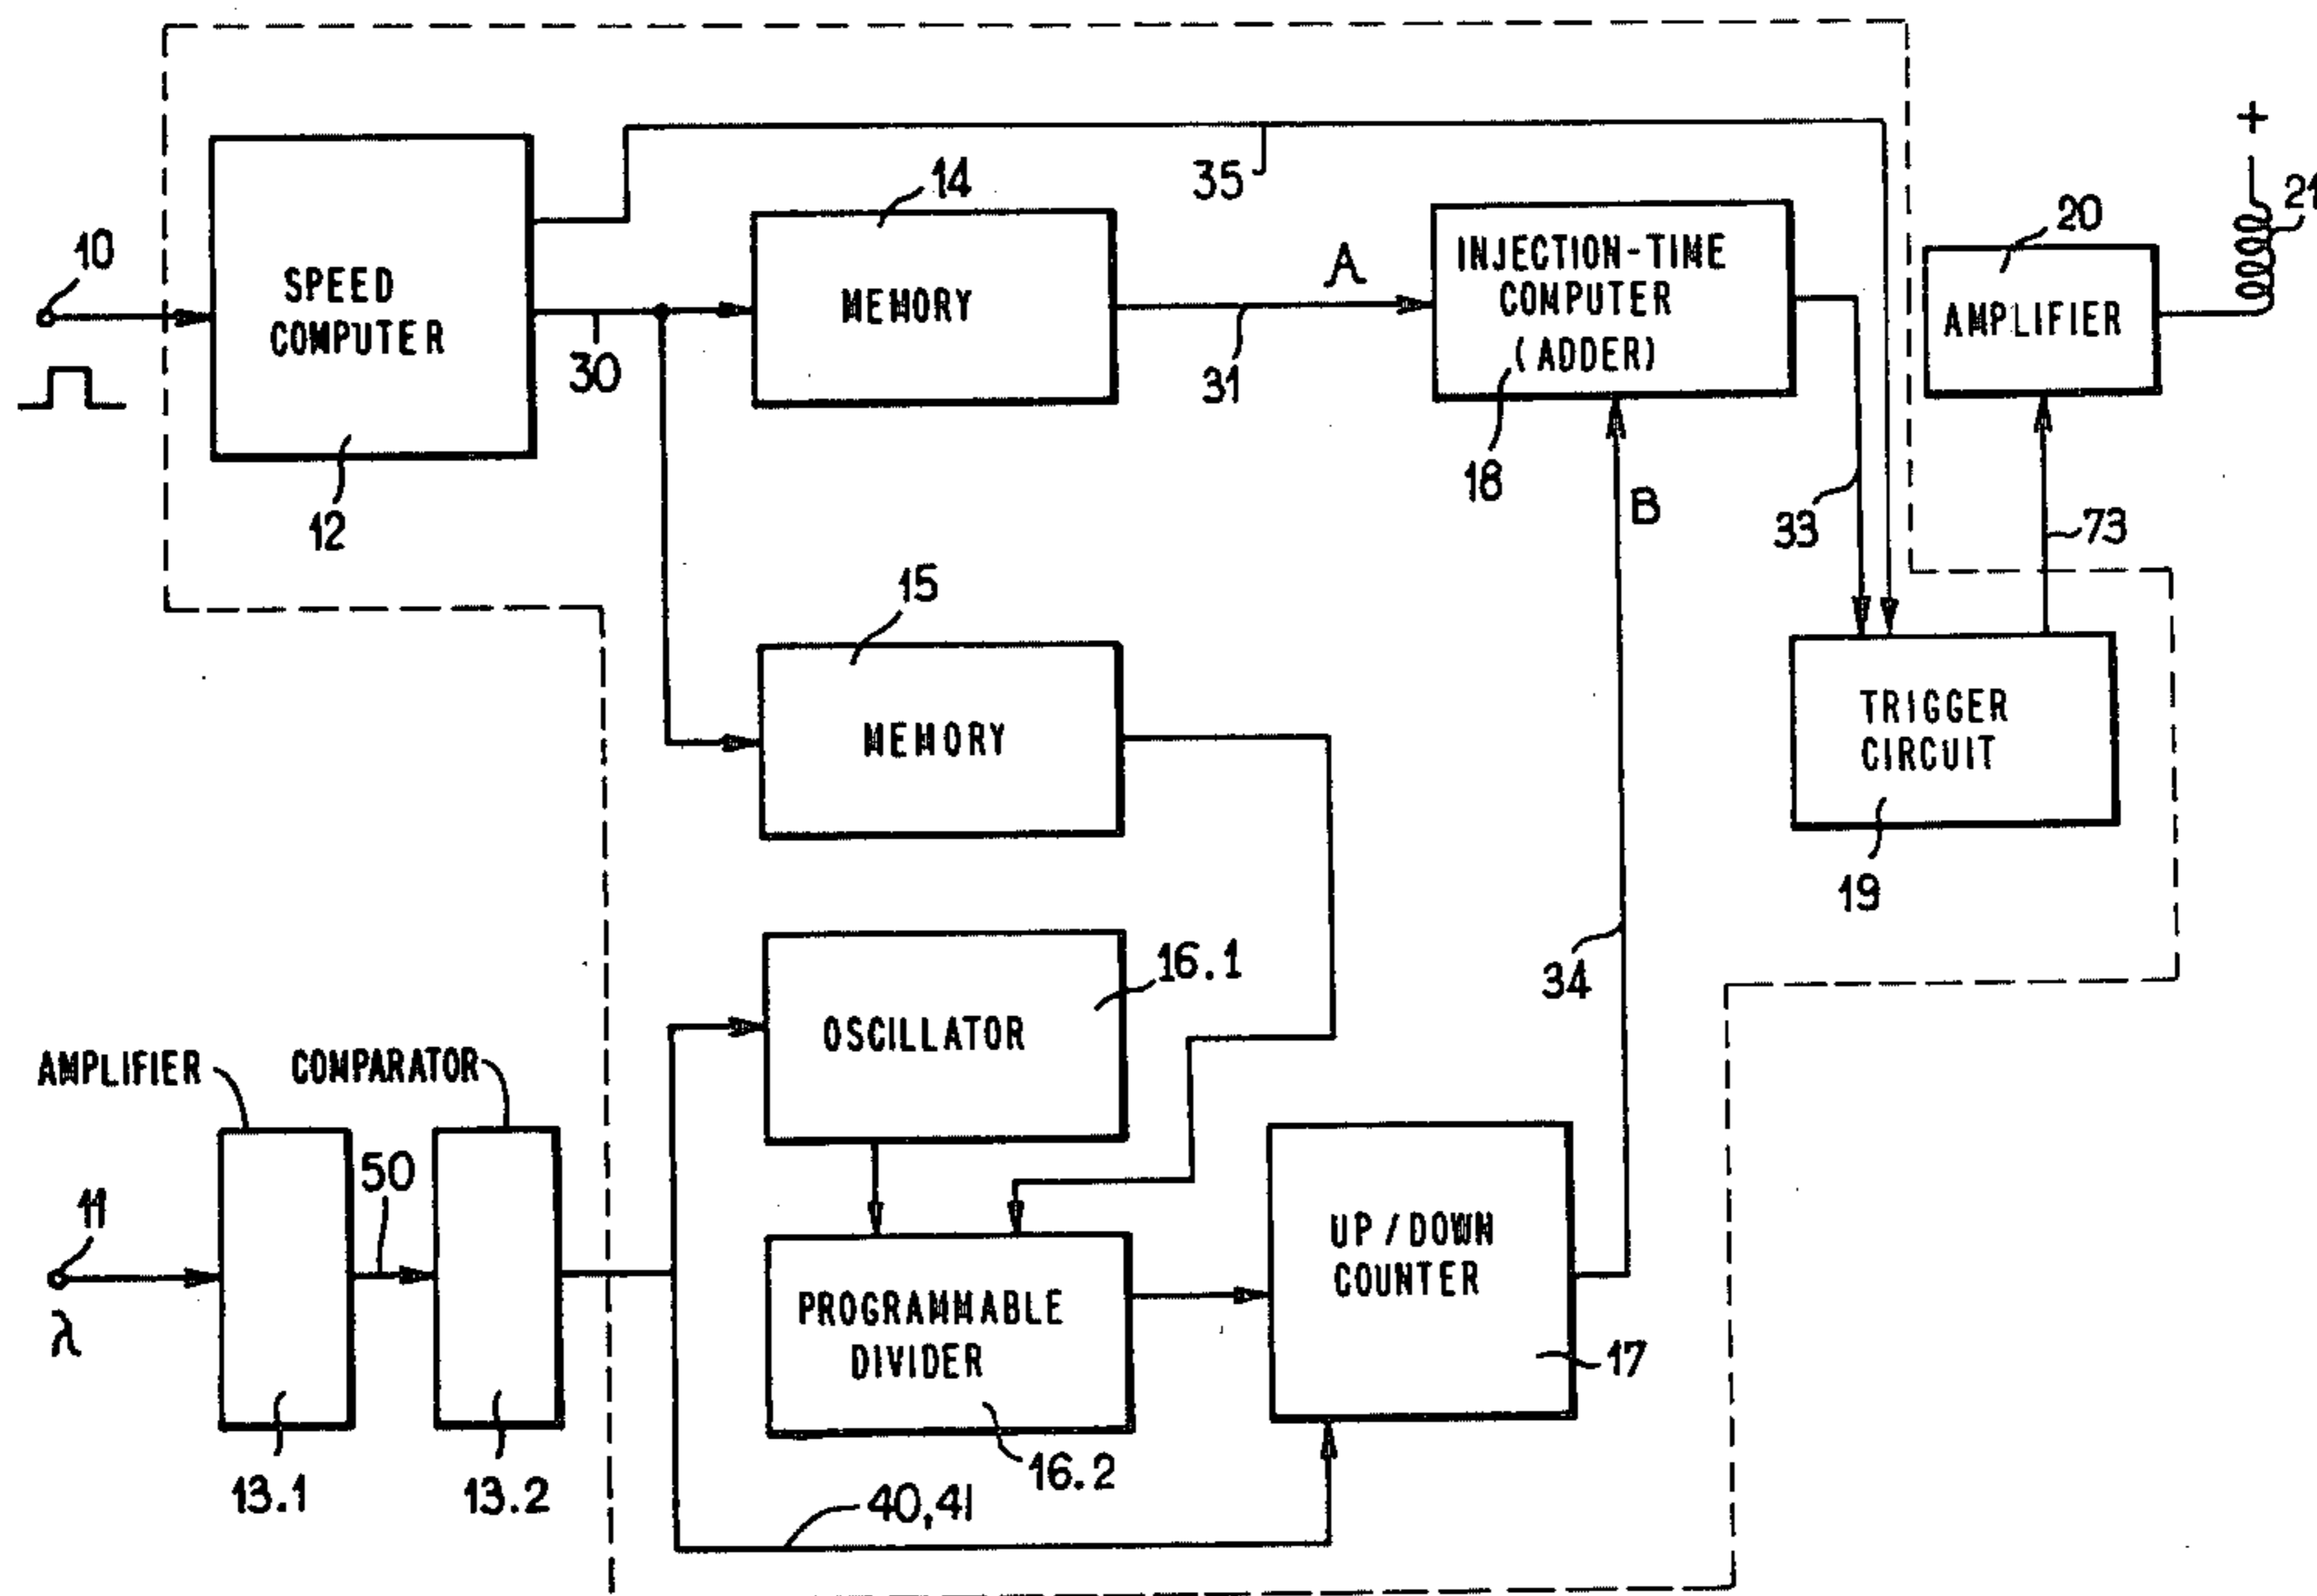 35
+
14
21
10
20
SPEED
COMPUTER
MEMORY
A
INJECTION-TIME
COMPUTER
(ADDER)
AMPLIFIER
30
31
12
18
B
33
73
15
MEMORY
TRIGGER
CIRCUIT
19
16.1
34
OSCILLATOR
AMPLIFIER
COMPARATOR
50
11
λ
UP/DOWN
COUNTER
PROGRAMMABLE
DIVIDER
17
13.1
13.2
16.2
40,41